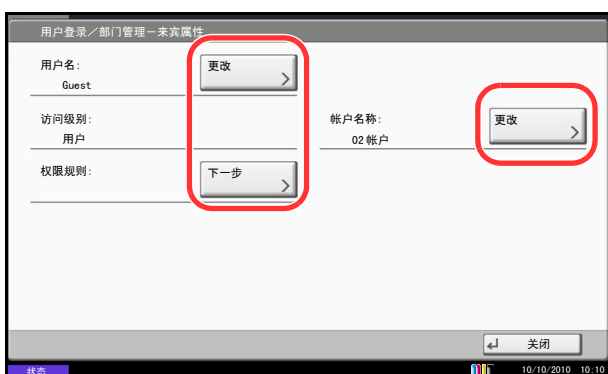 用户登录／部门管理－来宾属性
用户名:
更改
Guest
访问级别:
帐户名称:
更改
用户
02 帐户
权限规则:
下一步
关闭
状态
10/10/2010 10:10